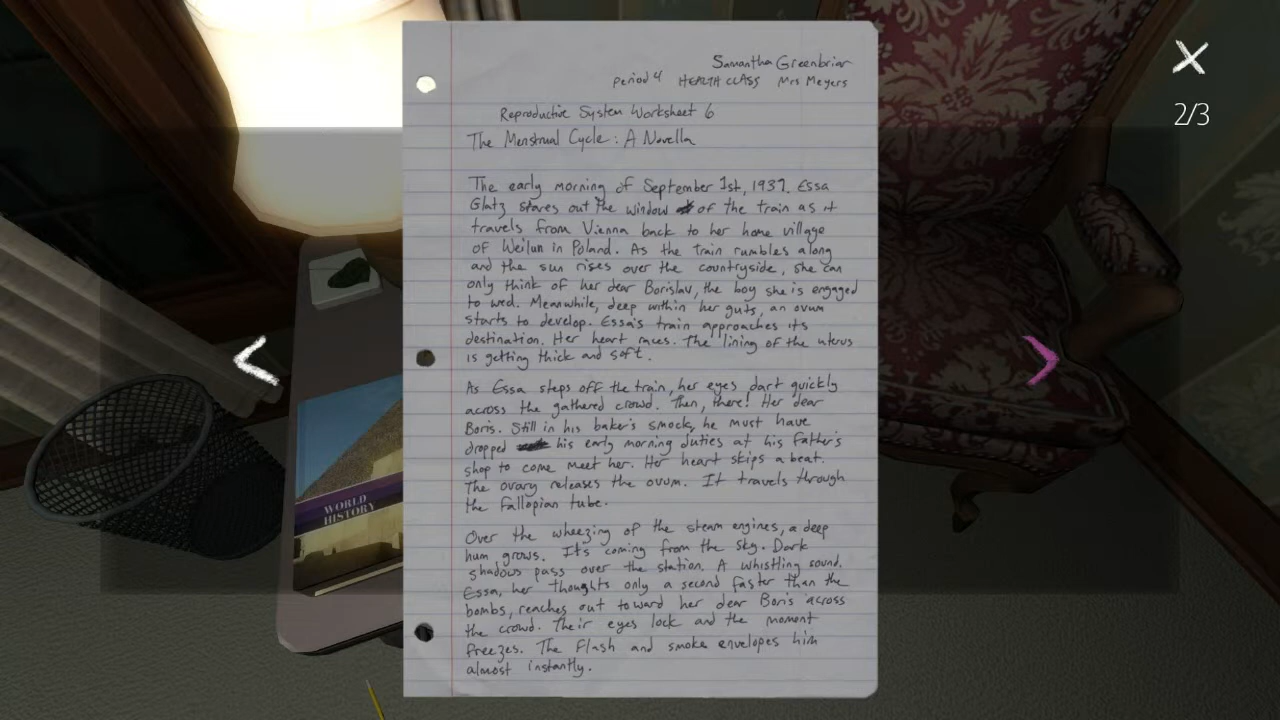 Samantha Greenbriar
period 4 HEALTH CLASS Mrs Meyers
Reproductive System Worksheet 6
The Menstrual Cycle: A Novella
The early morning of September 1st, 1937. Essa
Glatz stares out the window of the train as it
travels from Vienna back to her home village
of Weilun in Poland. As the train rumbles along
and the sun rises over the countryside, she can
only think of her dear Borislav, the boy she is engaged
to wed. Meanwhile, deep within her guts, an ovum
starts to develop. Essa's train approaches its
destination. Her heart races. The lining of the uterus
is getting thick and soft.
As Essa steps off the train, her eyes dart quickly
across the gathered crowd. Then, there! Her dear
Boris. Still in his baker's smock, he must have
dropped his early morning duties at his father's
shop to come meet her. Her heart skips a beat.
The ovary releases the ovum. It travels through
the Fallopian tube.
Over the wheezing of the steam engines, a deep
hum grows. It's coming from the sky. Dark
shadows pass over the station. A whistling sound.
Essa, her thoughts only a second faster than the
bombs, reaches out toward her dear Boris across
the crowd. Their eyes lock and the moment
freezes. The flash and smoke envelopes him
almost instantly.
2/3
WORLD
HISTORY